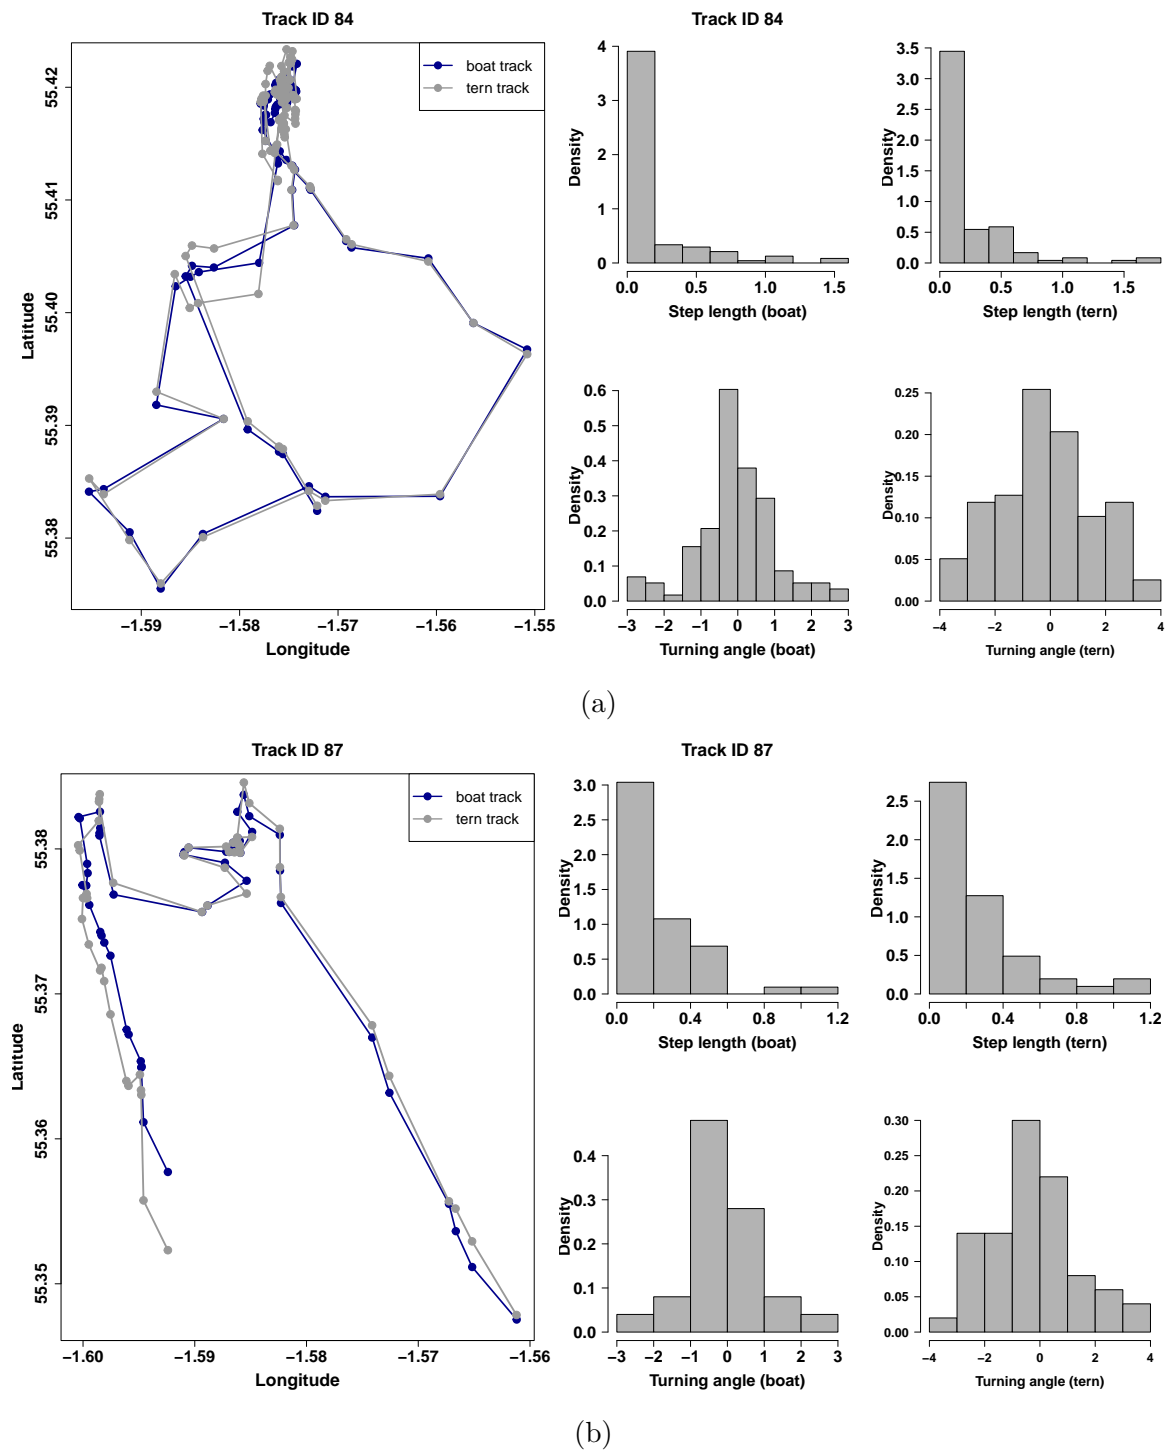 Track ID 84
Track ID 84
boat track
tern track
55.42
55.41
55.40
55.39
55.38
Latitude
−1.59 −1.58 −1.57 −1.56 −1.55
Longitude
4
3
2
1
0
Density
0.0 0.5 1.0 1.5
Step length (boat)
3.5
3.0
2.5
2.0
1.5
1.0
0.5
0.0
Density
0.0 0.5 1.0 1.5
Step length (tern)
0.6
0.5
0.4
0.3
0.2
0.1
0.0
Density
−3 −2 −1 0 1 2 3
Turning angle (boat)
0.25
0.20
0.15
0.10
0.05
0.00
Density
−4 −2 0 2 4
Turning angle (tern)
(a)
Track ID 87
Track ID 87
boat track
tern track
55.38
55.37
55.36
55.35
Latitude
−1.60 −1.59 −1.58 −1.57 −1.56
Longitude
3.0
2.5
2.0
1.5
1.0
0.5
0.0
Density
0.0 0.4 0.8 1.2
Step length (boat)
2.5
2.0
1.5
1.0
0.5
0.0
Density
0.0 0.4 0.8 1.2
Step length (tern)
0.4
0.3
0.2
0.1
0.0
Density
−3 −2 −1 0 1 2 3
Turning angle (boat)
0.30
0.25
0.20
0.15
0.10
0.05
0.00
Density
−4 −2 0 2 4
Turning angle (tern)
(b)